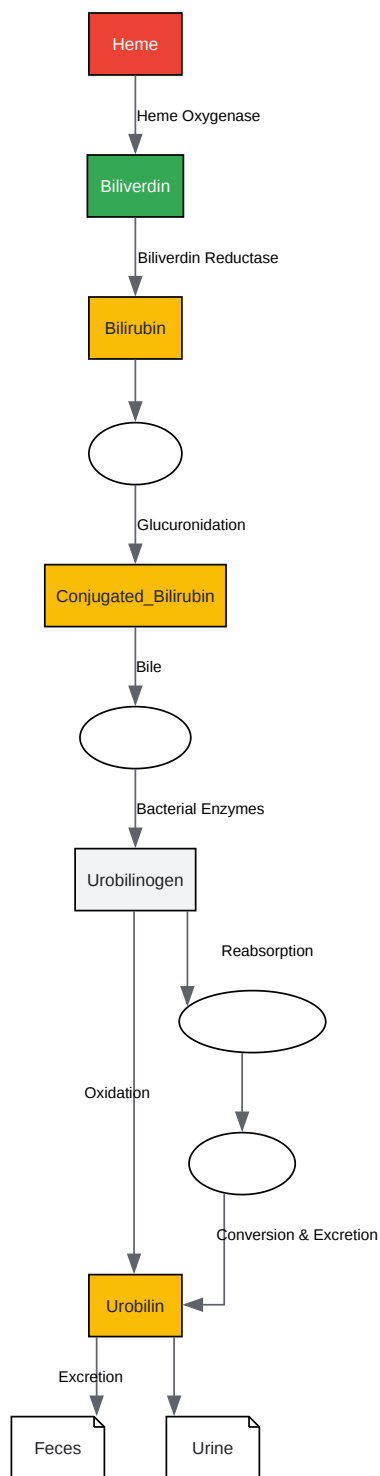 Heme
Heme Oxygenase
Biliverdin
Biliverdin Reductase
Bilirubin
Glucuronidation
Conjugated_Bilirubin
Bile
Bacterial Enzymes
Urobilinogen
Reabsorption
Oxidation
Conversion & Excretion
Urobilin
Excretion
Feces
Urine